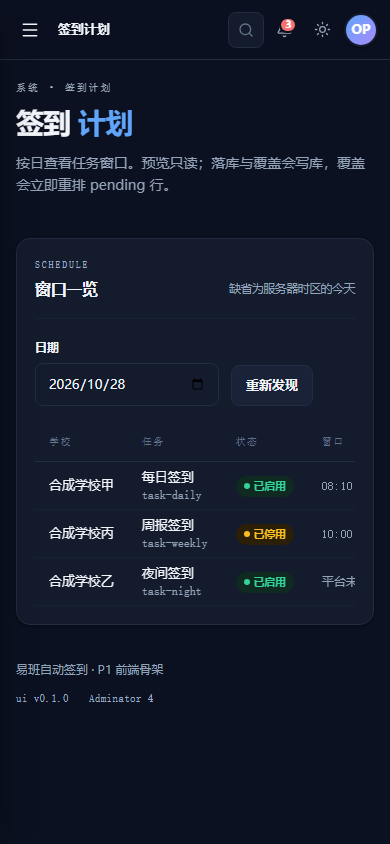 签到计划
3
OP
系统 • 签到计划
签到 计划
按日查看任务窗口。预览只读；落库与覆盖会写库，覆盖
会立即重排 pending 行。
SCHEDULE
窗口一览
缺省为服务器时区的今天
日期
2026/10/28
重新发现
学校 任务 状态 窗口
合成学校甲 每日签到 已启用 08:10
task-daily
合成学校丙 周报签到 已停用 10:00
task-weekly
合成学校乙 夜间签到 已启用 平台未
task-night
易班自动签到 · P1 前端骨架
ui v0.1.0 Adminator 4